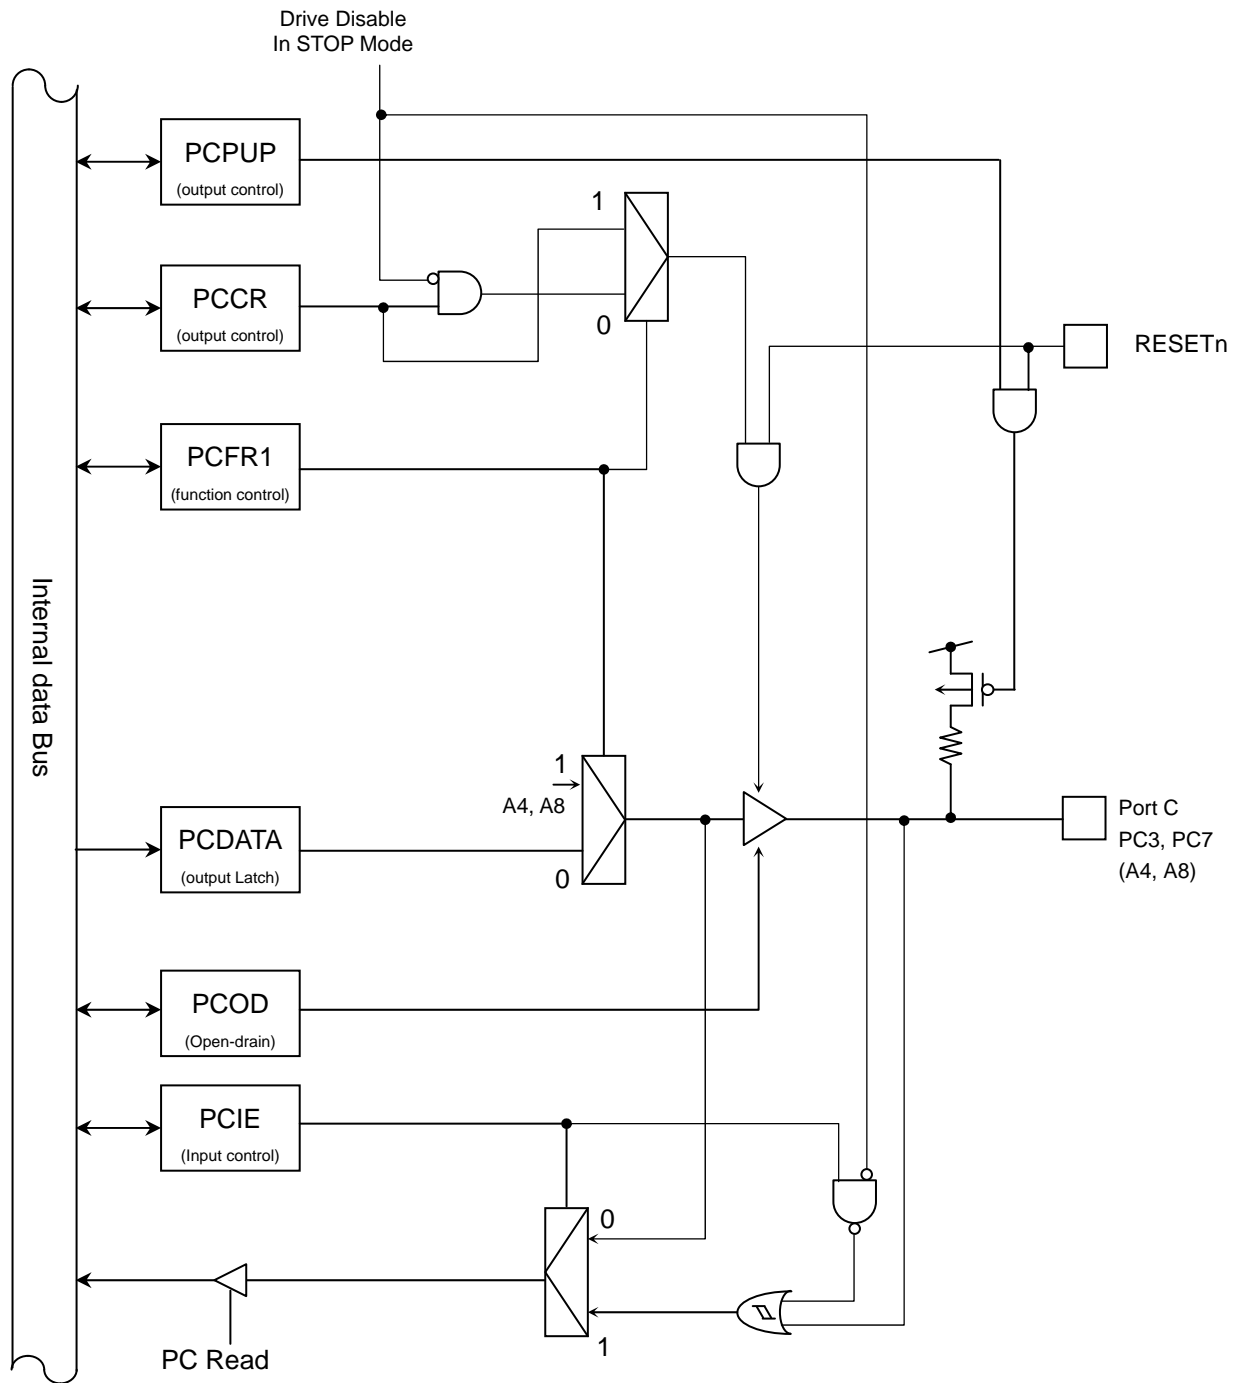 Drive Disable
In STOP Mode
PCPUP
(output control)
1
PCCR
(output control)
0
RESETn
PCFR1
(function control)
Internal data Bus
1
A4, A8
Port C
PC3, PC7
(A4, A8)
PCDATA
(output Latch)
0
PCOD
(Open-drain)
PCIE
(Input control)
0
1
PC Read